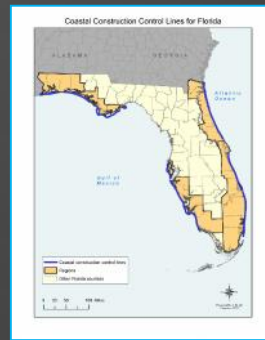 Coastal Construction Control Lines for Florida
ALABAMA
GEORGIA
Atlantic
Ocean
Gulf of
Mexico
Coastal construction control lines
Regions
Other Florida counties